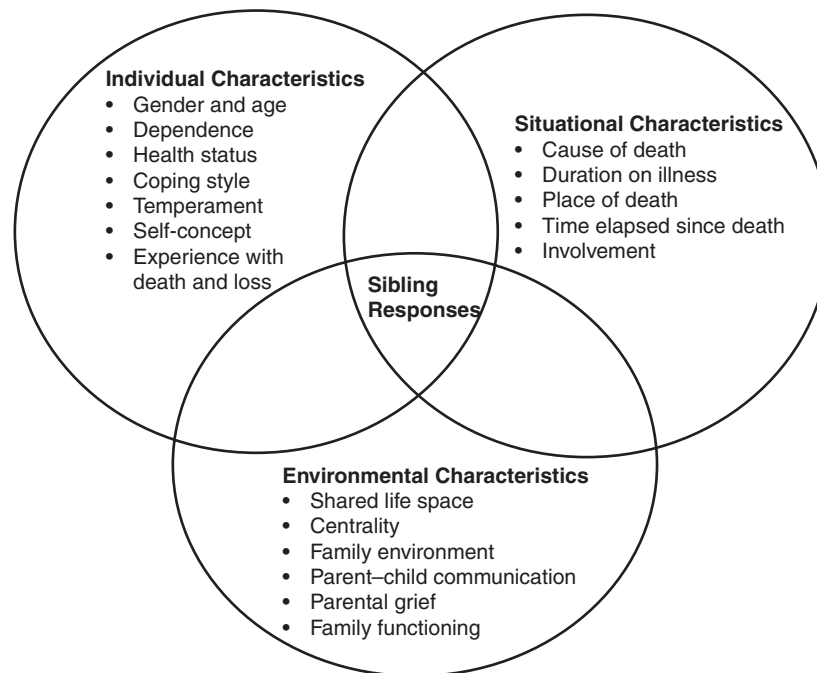 Individual Characteristics
• Gender and age
• Dependence
• Health status
• Coping style
• Temperament
• Self-concept
• Experience with
death and loss
Situational Characteristics
• Cause of death
• Duration on illness
• Place of death
• Time elapsed since death
• Involvement
Sibling
Responses
Environmental Characteristics
• Shared life space
• Centrality
• Family environment
• Parent–child communication
• Parental grief
• Family functioning